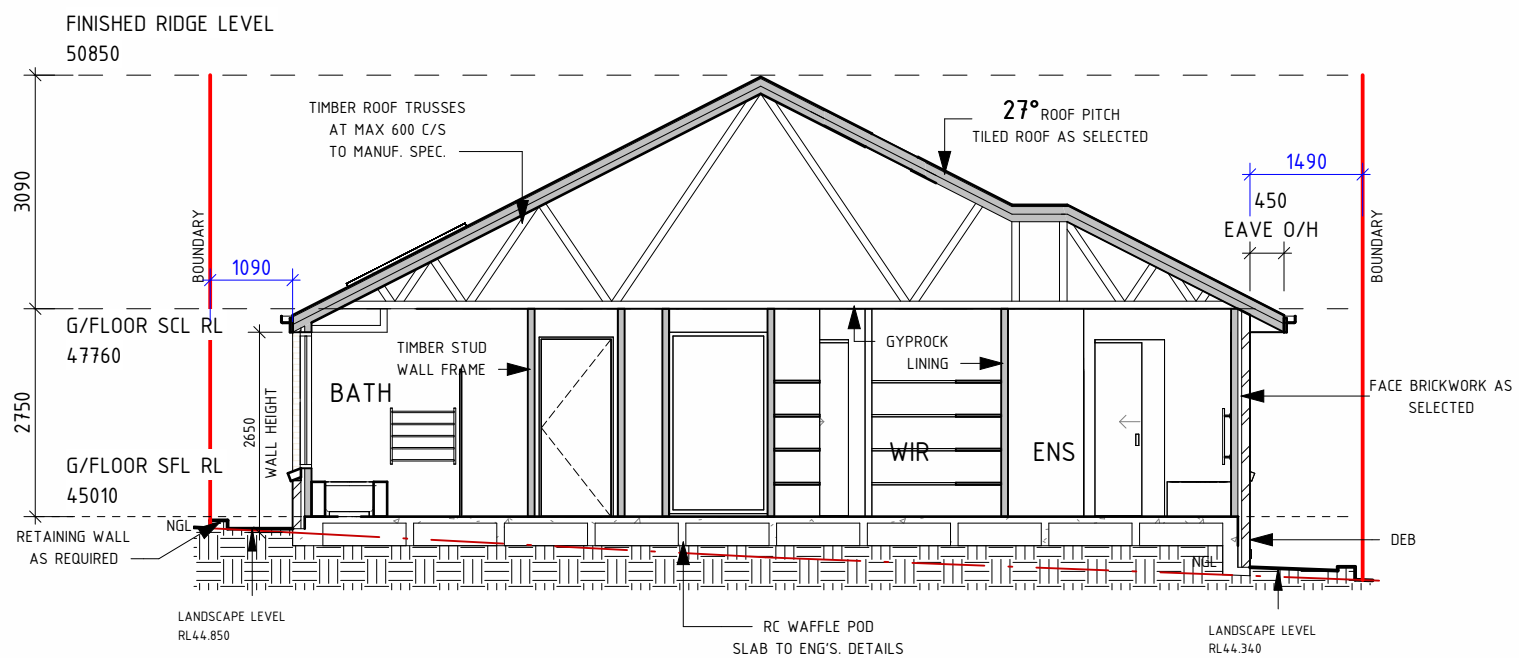 FINISHED RIDGE LEVEL
50850
TIMBER ROOF TRUSSES
AT MAX 600 C/S
TO MANUF. SPEC.
27° ROOF PITCH
TILED ROOF AS SELECTED
3090
BOUNDARY
1090
1490
450
EAVE O/H
BOUNDARY
G/FLOOR SCL RL
47760
TIMBER STUD
WALL FRAME
GYPROCK
LINING
BATH
2750
2650
WALL HEIGHT
WIR
ENS
FACE BRICKWORK AS
SELECTED
G/FLOOR SFL RL
45010
NGL
RETAINING WALL
AS REQUIRED
DEB
NGL
LANDSCAPE LEVEL
RL44.850
RC WAFFLE POD
SLAB TO ENG'S. DETAILS
LANDSCAPE LEVEL
RL44.340